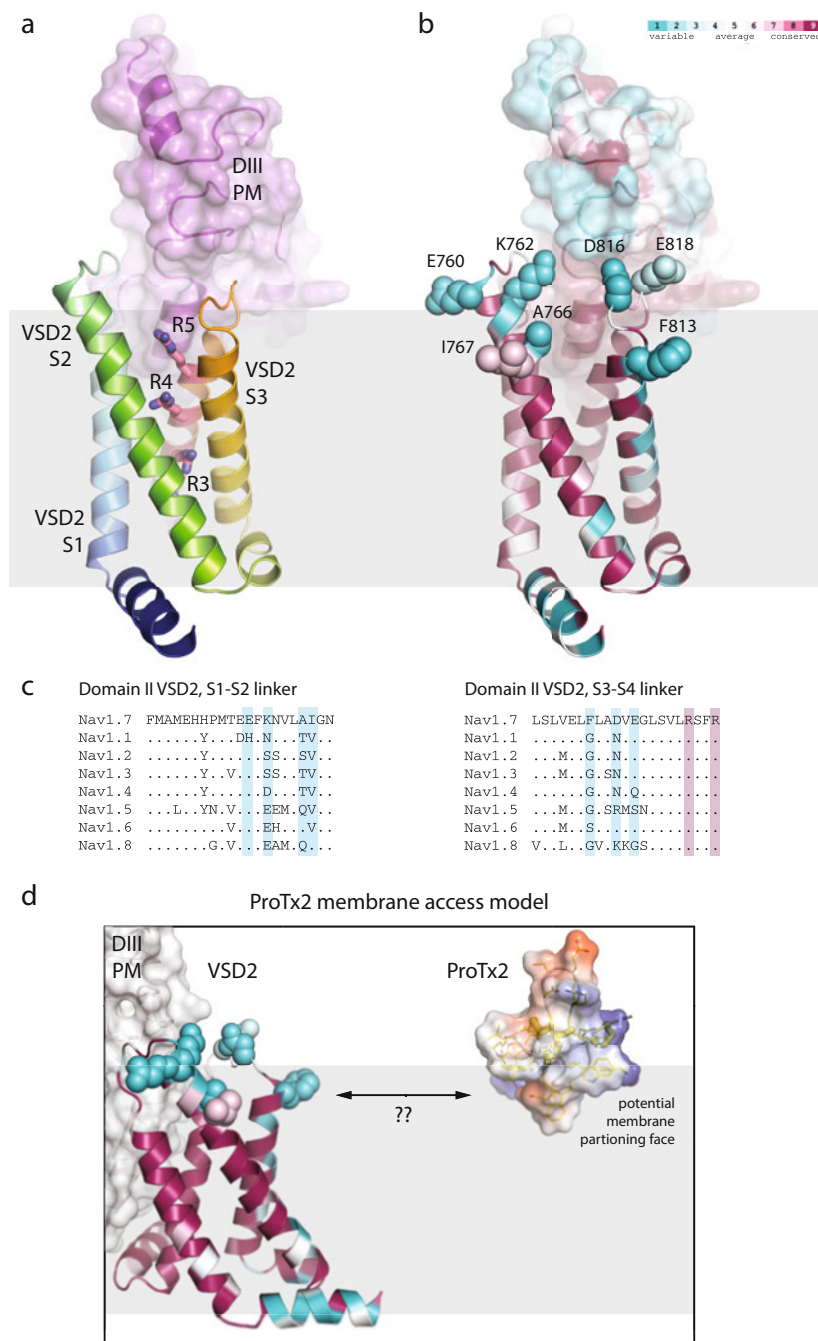 a
DIII
PM
VSD2
S2
R5
R4
R3
VSD2
S3
VSD2
S1
b
1 2 3 4 5 6 7 8 9
variable average conserved
E760
K762
D816
E818
A766
I767
F813
c
Domain II VSD2, S1-S2 linker
Nav1.7 FMAMEHHPMTEEFKNVLAIGN
Nav1.1 ......Y...DH.N...TV..
Nav1.2 ......Y......SS..SV..
Nav1.3 ......Y..V...SS..TV..
Nav1.4 ......Y......D...TV..
Nav1.5 ...L..YN.V...EEM.QV..
Nav1.6 .........V...EH...V..
Nav1.8 .......G.V...EAM.Q...
Domain II VSD2, S3-S4 linker
Nav1.7 LSLVELFLADVEGLSVLRSFR
Nav1.1 ......G..N...........
Nav1.2 ...M..G..N...........
Nav1.3 ...M..G.SN...........
Nav1.4 ......G..N.Q.........
Nav1.5 ...M..G.SRMSN........
Nav1.6 ...M..S..............
Nav1.8 V..L..GV.KKGS........
d
ProTx2 membrane access model
DIII
PM
VSD2
ProTx2
??
potential
membrane
partioning face